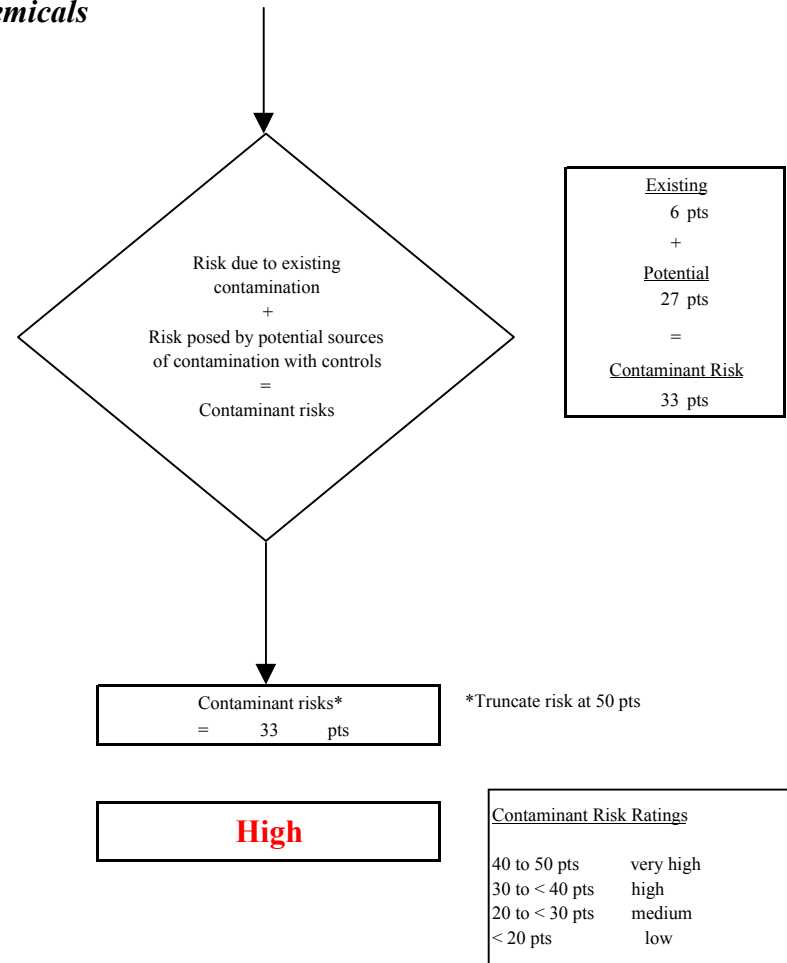 Risk due to existing
contamination
+
Risk posed by potential sources
of contamination with controls
=
Contaminant risks
Existing
6 pts
+
Potential
27 pts
=
Contaminant Risk
33 pts
Contaminant risks*
= 33 pts
*Truncate risk at 50 pts
High
Contaminant Risk Ratings
40 to 50 pts very high
30 to < 40 pts high
20 to < 30 pts medium
< 20 pts low